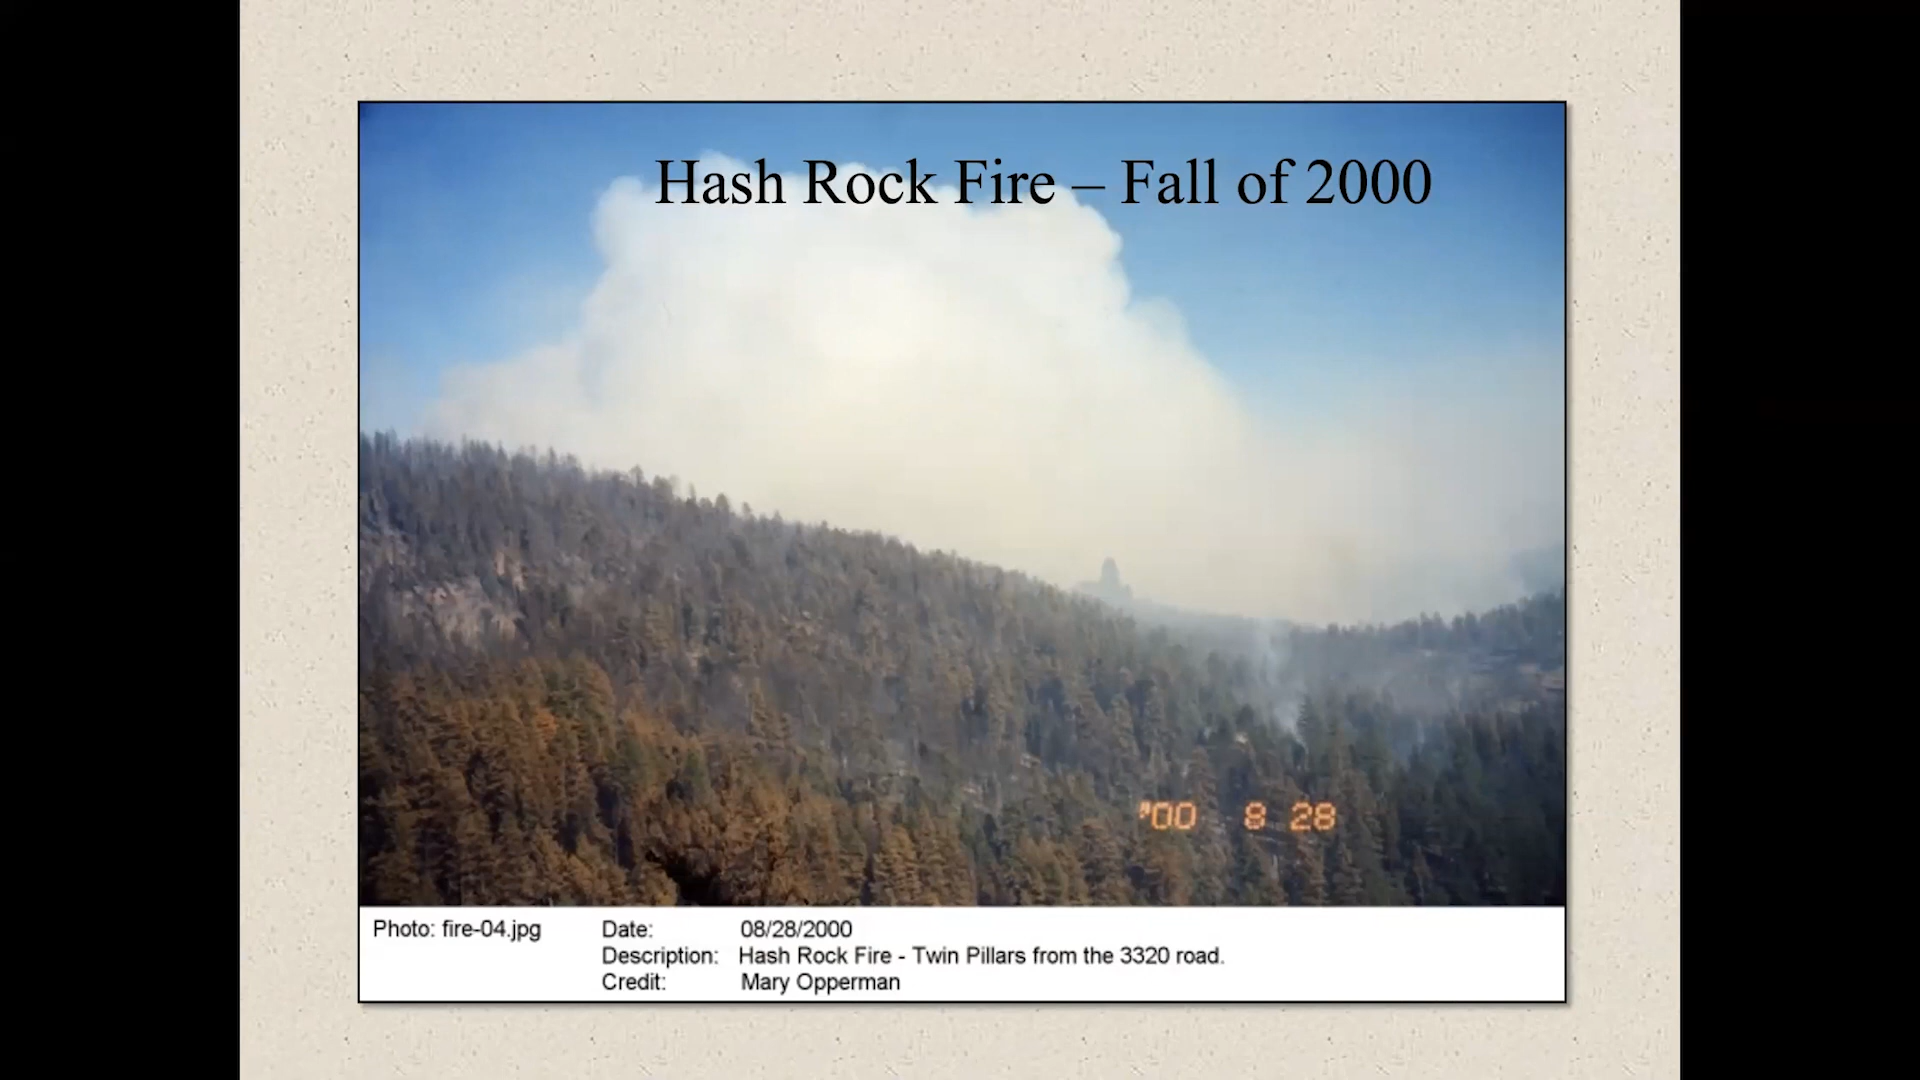 Hash Rock Fire – Fall of 2000
'00 8 28
Photo: fire-04.jpg Date: 08/28/2000
Description: Hash Rock Fire - Twin Pillars from the 3320 road.
Credit: Mary Opperman